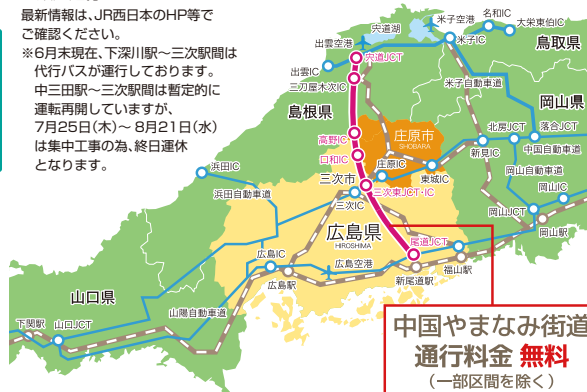 最新情報は、JR西日本のHP等で
ご確認ください。
※6月末現在、下深川駅〜三次駅間は
代行バスが運行しております。
中三田駅〜三次駅間は暫定的に
運転再開していますが、
7月25日(木)〜 8月21日(水)
は集中工事の為、終日運休
となります。
宍道湖
米子空港
名和IC
大栄東伯IC
出雲空港
米子IC
鳥取県
宍道JCT
出雲IC
三刀屋木次IC
米子自動車道
島根県
岡山県
高野IC
庄原市
SHOBARA
北房JCT
落合JCT
口和IC
庄原IC
新見IC
中国自動車道
浜田IC
三次市
東城IC
岡山自動車道
三次東JCT・IC
浜田自動車道
三次IC
岡山IC
岡山JCT
広島県
HIROSHIMA
尾道JCT
岡山駅
広島IC
広島空港
福山駅
広島駅
新尾道駅
山口県
山陽自動車道
下関駅
山口JCT
中国やまなみ街道
通行料金 無料
(一部区間を除く)